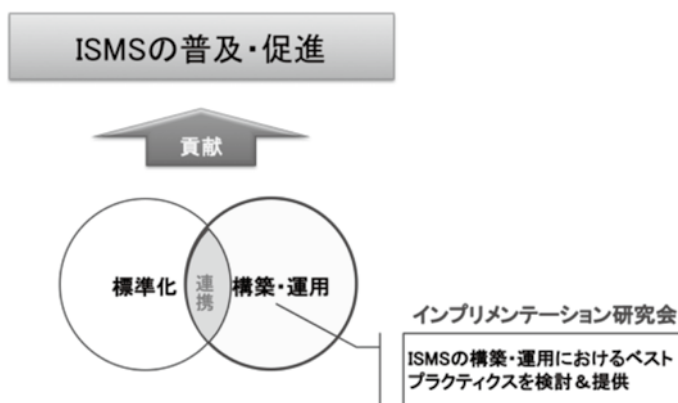 ISMSの普及・促進
貢献
標準化
連携
構築・運用
インプリメンテーション研究会
ISMSの構築・運用におけるベスト
プラクティクスを検討&提供